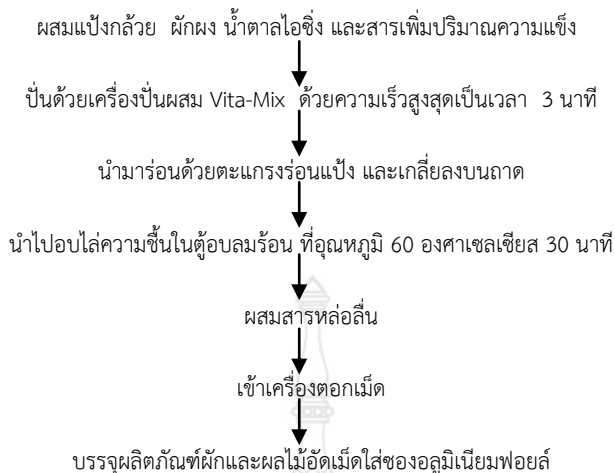 ผสมแป้งกล้วย ผักผง น้ำตาลไอซิ่ง และสารเพิ่มปริมาณความแข็ง
ปั่นด้วยเครื่องปั่นผสม Vita-Mix ด้วยความเร็วสูงสุดเป็นเวลา 3 นาที
นำมาร่อนด้วยตะแกรงร่อนแป้ง และเกลี่ยลงบนถาด
นำไปอบไล่ความชื้นในตู้อบลมร้อน ที่อุณหภูมิ 60 องศาเซลเซียส 30 นาที
ผสมสารหล่อลื่น
เข้าเครื่องตอกเม็ด
บรรจุผลิตภัณฑ์ผักและผลไม้อัดเม็ดใส่ซองอลูมิเนียมฟอยล์